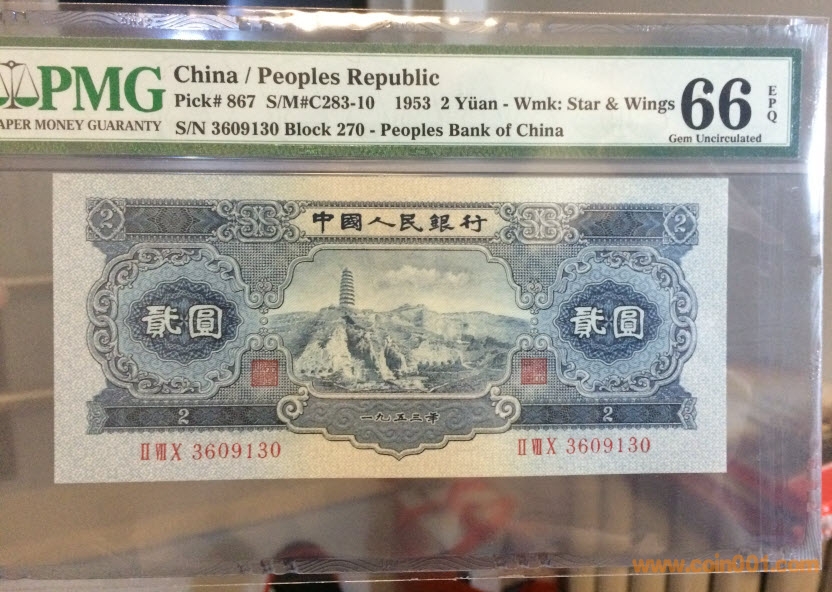 PMG
PAPER MONEY GUARANTY
China / Peoples Republic
Pick# 867 S/M#C283-10 1953 2 Yüan - Wmk: Star & Wings
S/N 3609130 Block 270 - Peoples Bank of China
66
EPQ
Gem Uncirculated
2
中國人民銀行
2
貳圓
貳圓
2
一九五三年
2
II VII X 3609130
II VII X 3609130
www.coin001.com